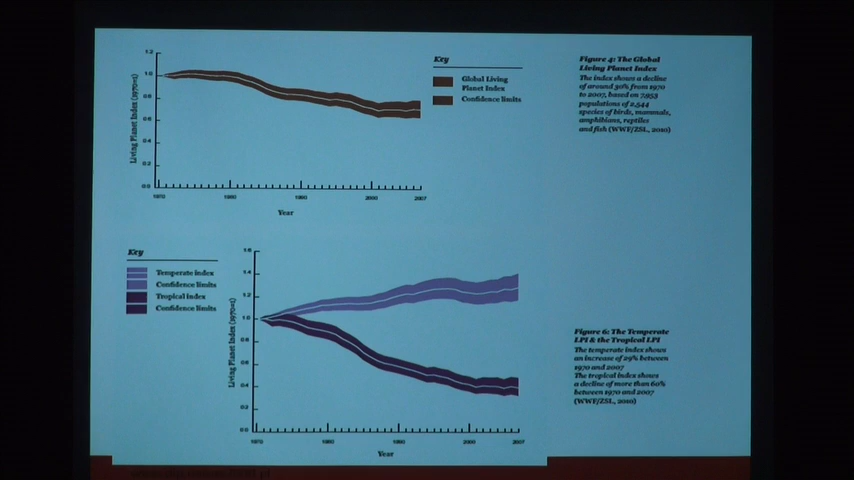 1.2
1.0
0.8
0.6
0.4
0.2
0.0
Living Planet Index (1970=1)
1970
1980
1990
2000
2007
Year
Key
Global Living
Planet Index
Confidence limits
Figure 4: The Global
Living Planet Index
The index shows a decline
of around 30% from 1970
to 2007, based on 7,953
populations of 2,544
species of birds, mammals,
amphibians, reptiles
and fish (WWF/ZSL, 2010)
Key
Temperate index
Confidence limits
Tropical index
Confidence limits
1.6
1.4
1.2
1.0
0.8
0.6
0.4
0.2
0.0
Living Planet Index (1970=1)
1970
1980
1990
2000
2007
Year
Figure 6: The Temperate
LPI & the Tropical LPI
The temperate index shows
an increase of 29% between
1970 and 2007
The tropical index shows
a decline of more than 60%
between 1970 and 2007
(WWF/ZSL, 2010)